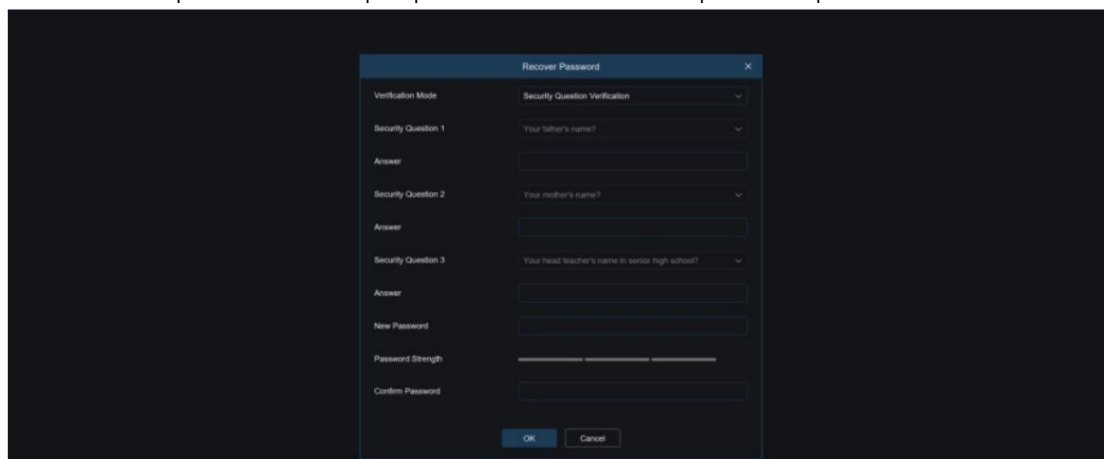 Recover Password
Verification Mode Security Question Verification
Security Question 1 Your father's name?
Answer
Security Question 2 Your mother's name?
Answer
Security Question 3 Your head teacher's name in senior high school?
Answer
New Password
Password Strength
Confirm Password
OK Cancel